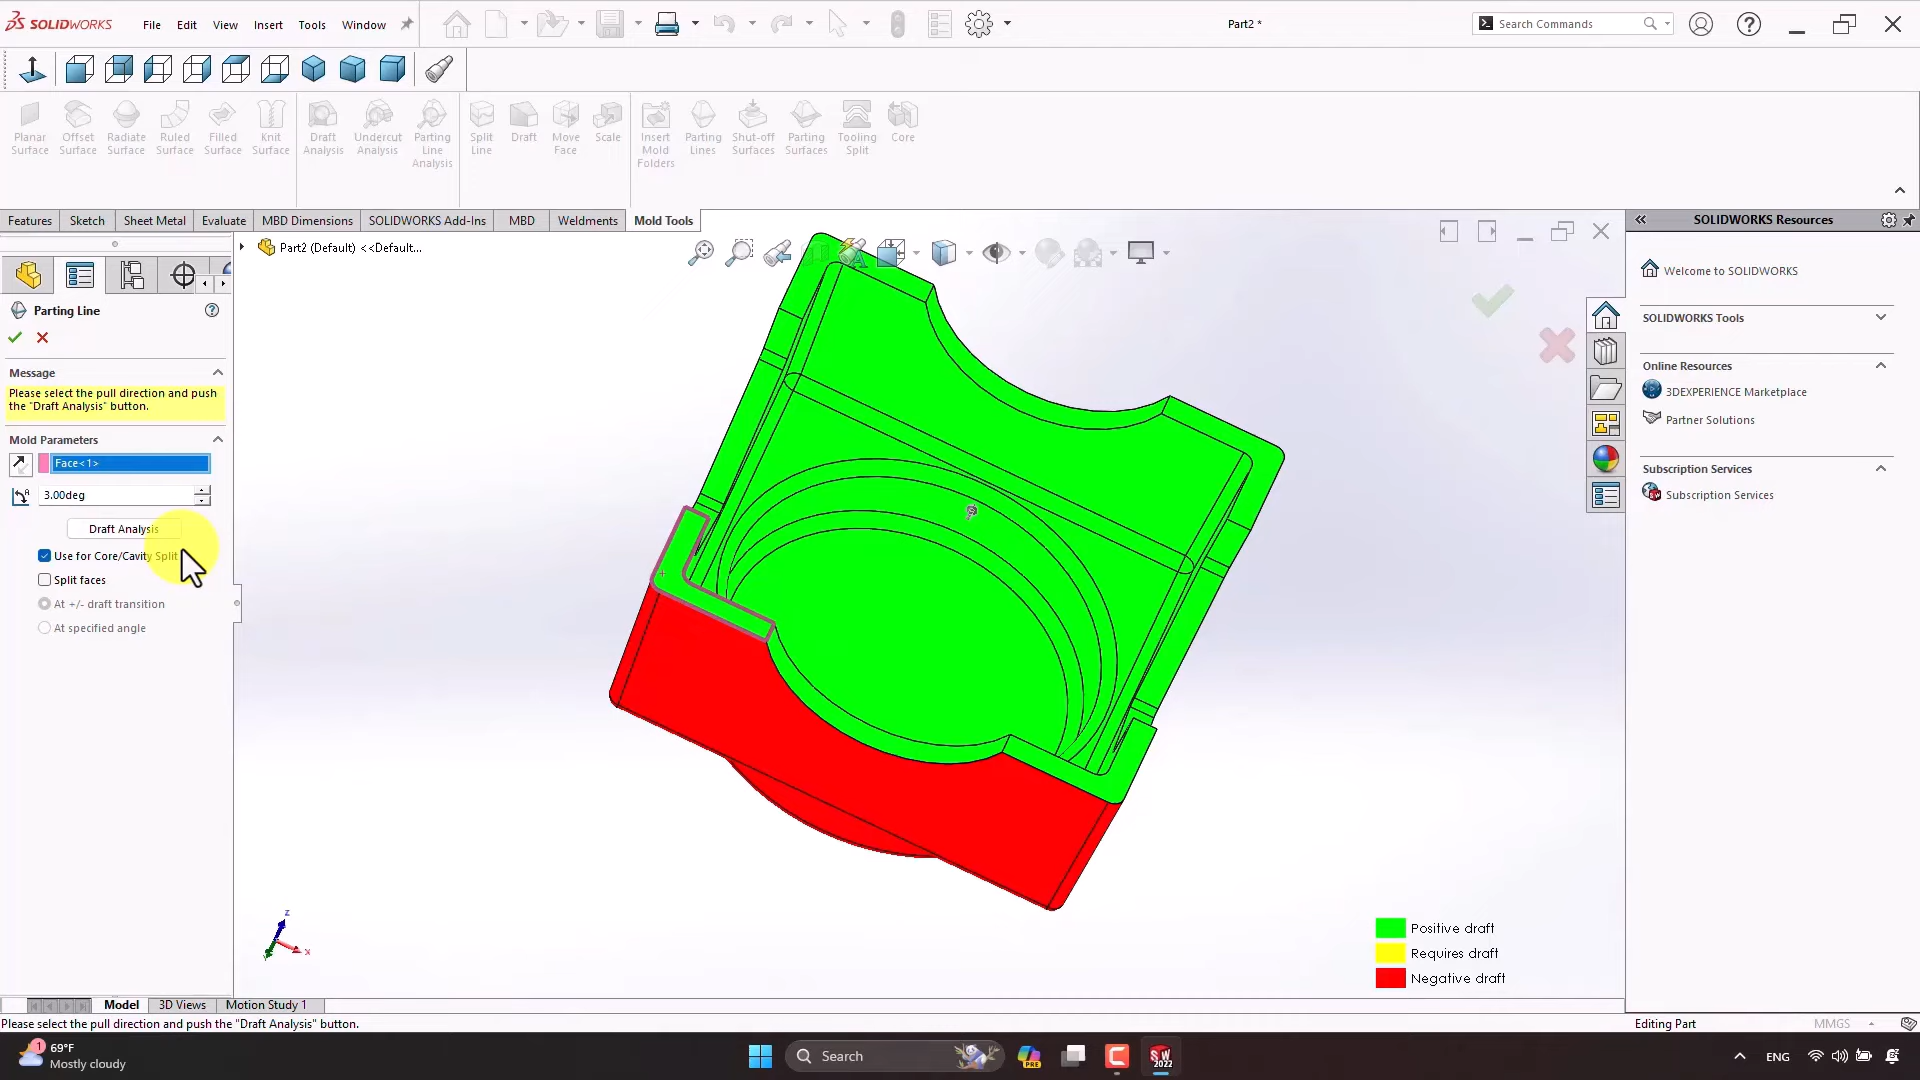 SOLIDWORKS
File Edit View Insert Tools Window
Part2 *
Search Commands
Planar Surface
Offset Surface
Radiate Surface
Ruled Surface
Filled Surface
Knit Surface
Draft Analysis
Undercut Analysis
Parting Line Analysis
Split Line
Draft
Move Face
Scale
Insert Mold Folders
Parting Lines
Shut-off Surfaces
Parting Surfaces
Tooling Split
Core
Features Sketch Sheet Metal Evaluate MBD Dimensions SOLIDWORKS Add-Ins MBD Weldments Mold Tools
Part2 (Default) <<Default...
Parting Line
Message
Please select the pull direction and push
the "Draft Analysis" button.
Mold Parameters
Face<1>
3.00deg
Draft Analysis
Use for Core/Cavity Split
Split faces
At +/- draft transition
At specified angle
Positive draft
Requires draft
Negative draft
z
x
SOLIDWORKS Resources
Welcome to SOLIDWORKS
SOLIDWORKS Tools
Online Resources
3DEXPERIENCE Marketplace
Partner Solutions
Subscription Services
Subscription Services
Model 3D Views Motion Study 1
Please select the pull direction and push the "Draft Analysis" button.
Editing Part
MMGS
1
69°F
Mostly cloudy
Search
PRE
SW
2022
ENG